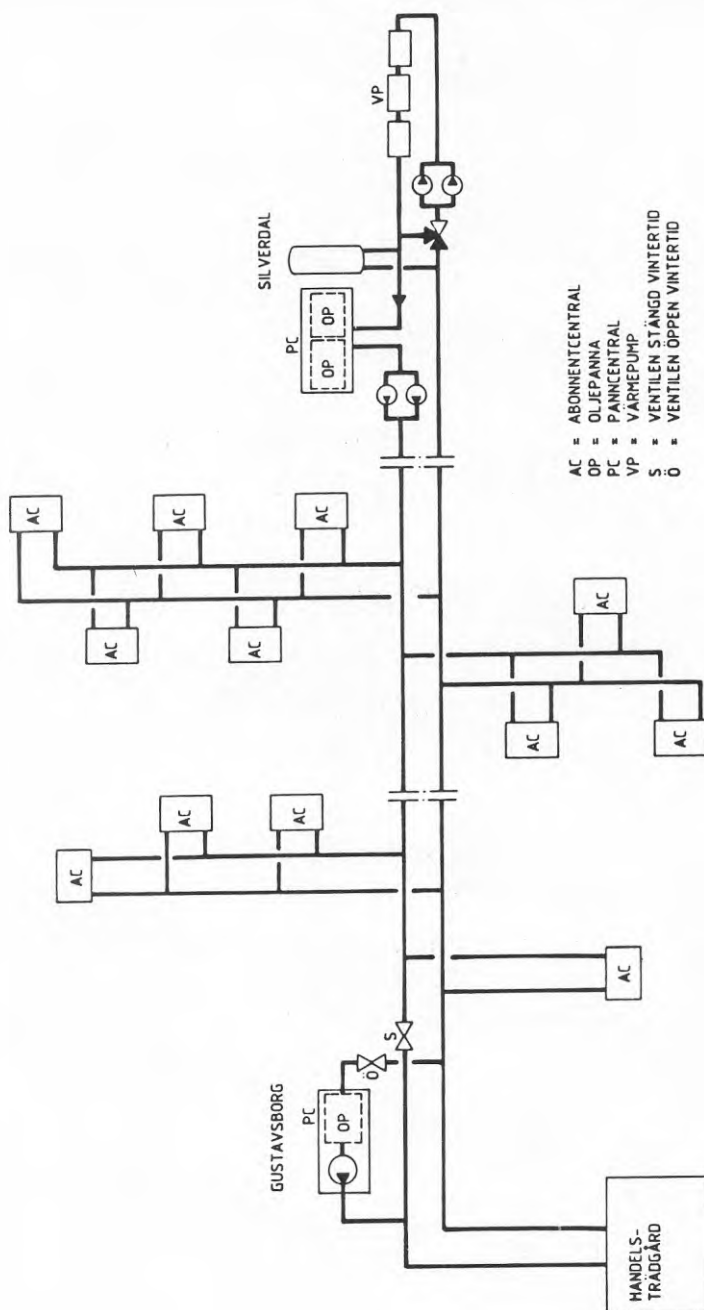 AC
AC
AC
AC
AC
AC
SILVERDAL
GUSTAVSBORG
PC
AC
PC
AC
OP OP
OP
Ö
VP
S
AC
AC
AC
AC
HANDELS-
TRÄDGÅRD
AC = ABONNENTCENTRAL
OP = OLJEPANNA
PC = PANNCENTRAL
VP = VÄRMEPUMP
S = VENTILEN STÄNGD VINTERTID
Ö = VENTILEN ÖPPEN VINTERTID